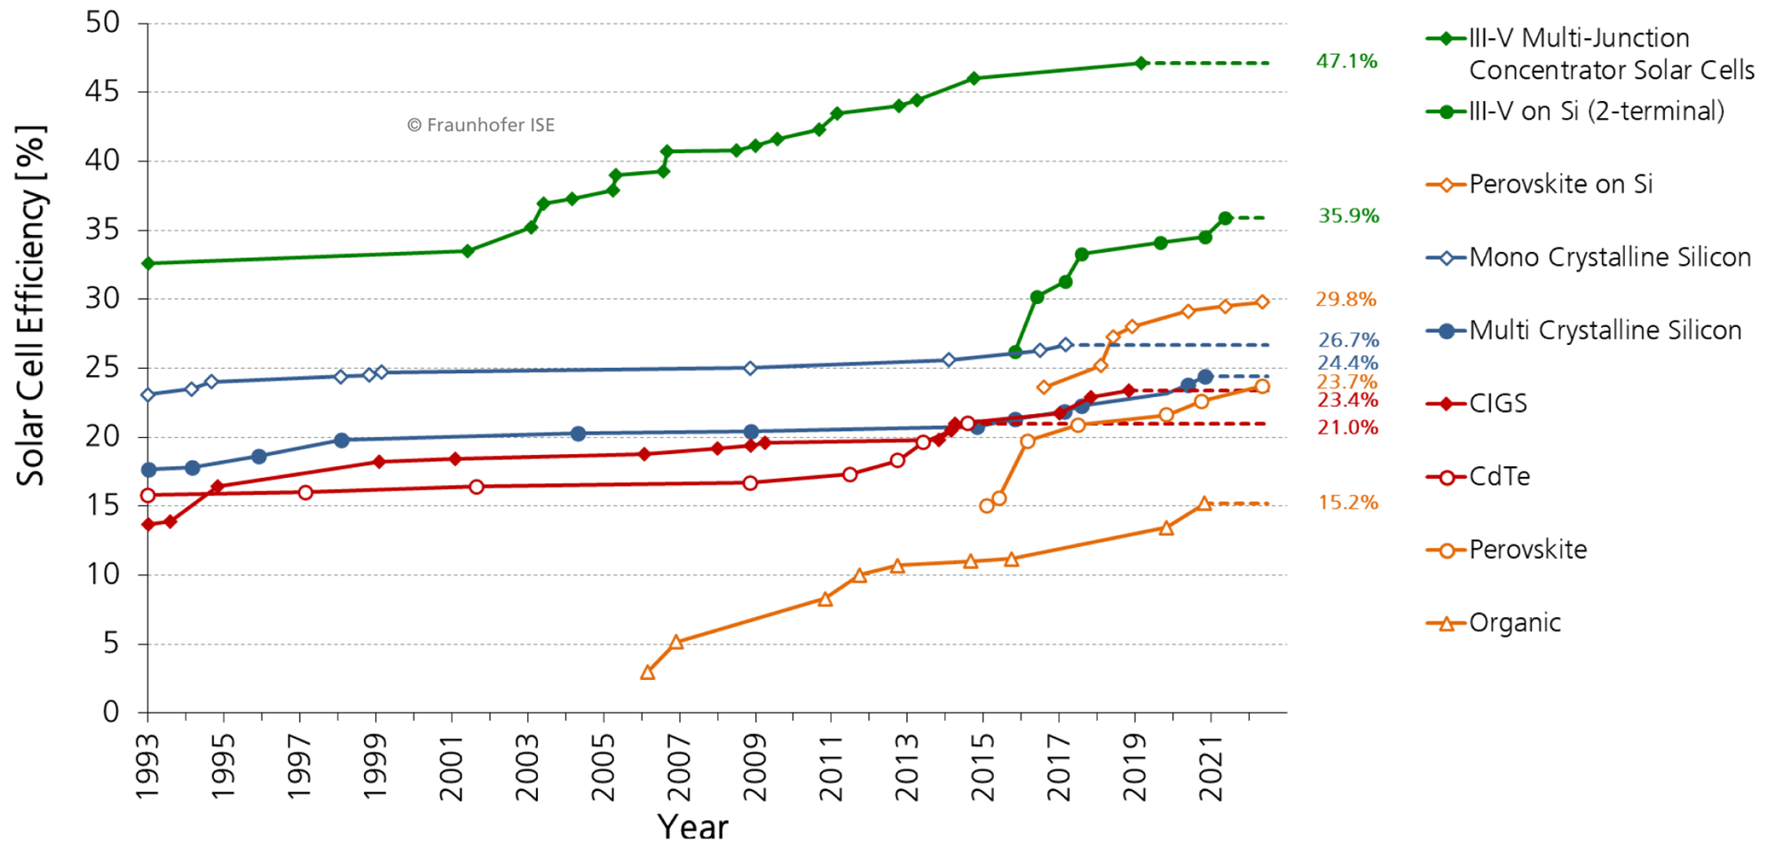 Solar Cell Efficiency [%]
50
45
40
35
30
25
20
15
10
5
0
© Fraunhofer ISE
47.1%
35.9%
29.8%
26.7%
24.4%
23.7%
23.4%
21.0%
15.2%
1993
1995
1997
1999
2001
2003
2005
2007
2009
2011
2013
2015
2017
2019
2021
Year
III-V Multi-Junction
Concentrator Solar Cells
III-V on Si (2-terminal)
Perovskite on Si
Mono Crystalline Silicon
Multi Crystalline Silicon
CIGS
CdTe
Perovskite
Organic